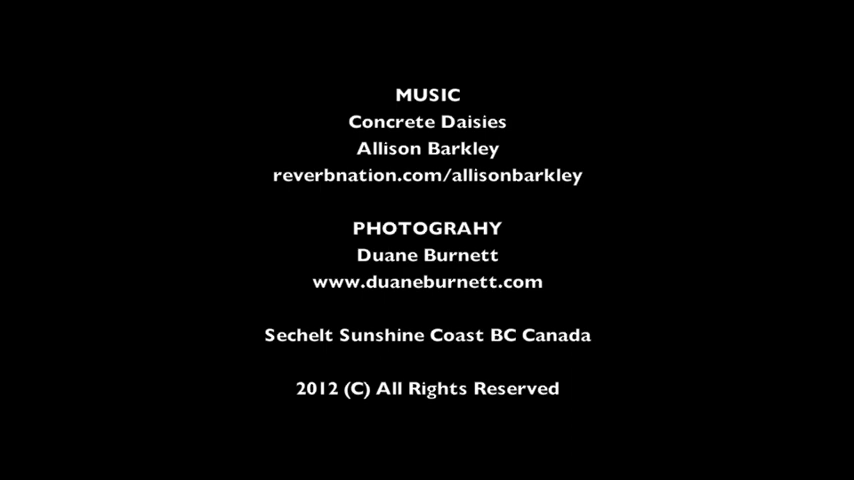 MUSIC
Concrete Daisies
Allison Barkley
reverbnation.com/allisonbarkley
PHOTOGRAHY
Duane Burnett
www.duaneburnett.com
Sechelt Sunshine Coast BC Canada
2012 (C) All Rights Reserved